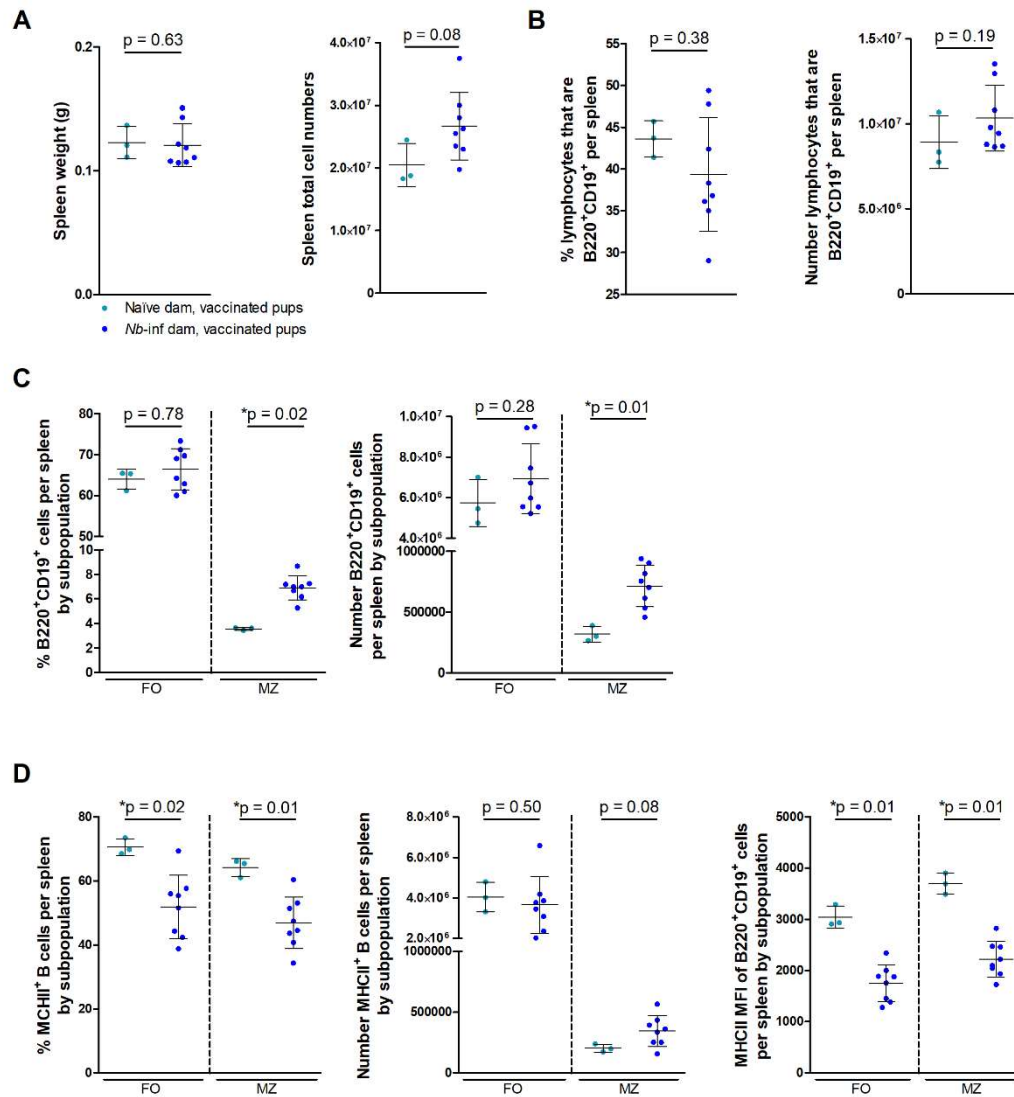 A
p = 0.63
0.2
0.1
0.0
Spleen weight (g)
p = 0.08
4.0×10⁷
3.0×10⁷
2.0×10⁷
1.0×10⁷
0
Spleen total cell numbers
Naïve dam, vaccinated pups
Nb-inf dam, vaccinated pups
B
p = 0.38
50
45
40
35
30
25
% lymphocytes that are
B220⁺CD19⁺ per spleen
p = 0.19
1.5×10⁷
1.0×10⁷
5.0×10⁶
0
Number lymphocytes that are
B220⁺CD19⁺ per spleen
C
p = 0.78
*p = 0.02
80
70
60
50
8
6
4
2
0
% B220⁺CD19⁺ cells per spleen
by subpopulation
FO
MZ
p = 0.28
*p = 0.01
1.0×10⁷
8.0×10⁶
6.0×10⁶
4.0×10⁶
1000000
500000
0
Number B220⁺CD19⁺ cells
per spleen by subpopulation
FO
MZ
D
*p = 0.02
*p = 0.01
80
60
40
20
0
% MCHII⁺ B cells per spleen
by subpopulation
FO
MZ
p = 0.50
p = 0.08
8.0×10⁶
6.0×10⁶
4.0×10⁶
2.0×10⁶
1000000
500000
0
Number MHCII⁺ B cells per spleen
by subpopulation
FO
MZ
*p = 0.01
*p = 0.01
5000
4000
3000
2000
1000
0
MHCII MFI of B220⁺CD19⁺ cells
per spleen by subpopulation
FO
MZ